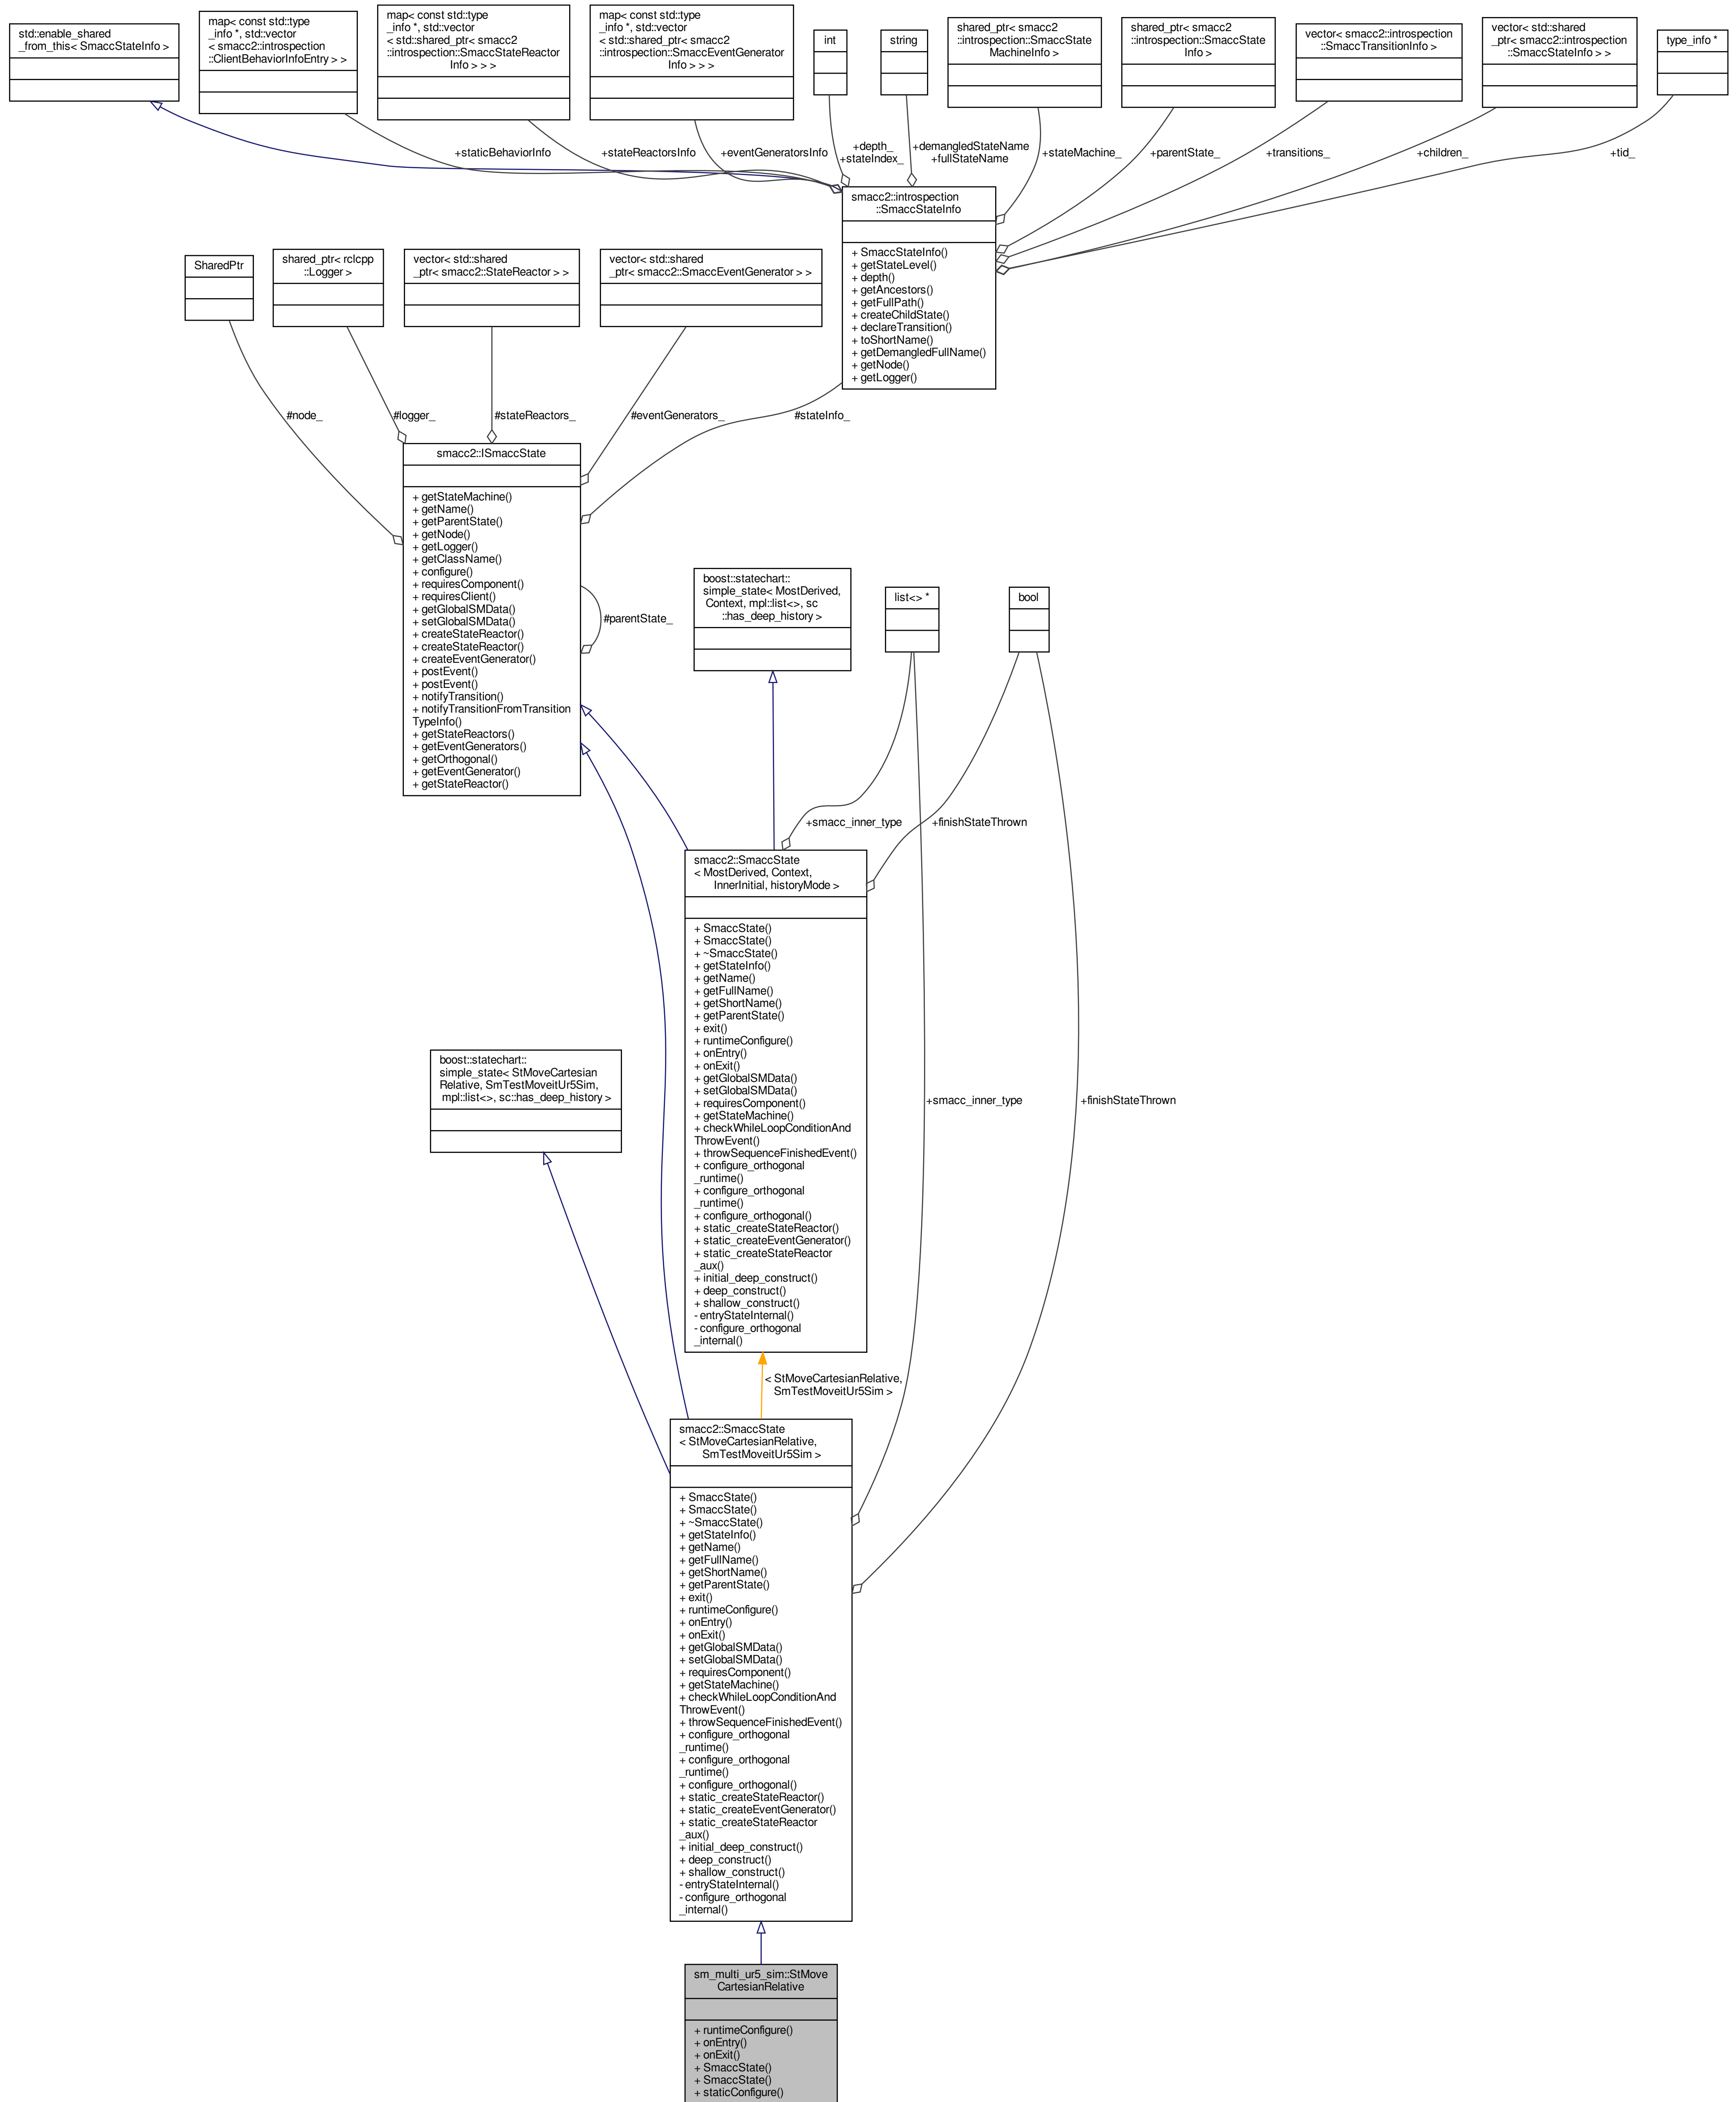 std::enable_shared
_from_this< SmaccStateInfo >
map< const std::type
_info *, std::vector
< smacc2::introspection
::ClientBehaviorInfoEntry > >
map< const std::type
_info *, std::vector
< std::shared_ptr< smacc2
::introspection::SmaccStateReactor
Info > > >
map< const std::type
_info *, std::vector
< std::shared_ptr< smacc2
::introspection::SmaccEventGenerator
Info > > >
int
string
shared_ptr< smacc2
::introspection::SmaccState
MachineInfo >
shared_ptr< smacc2
::introspection::SmaccState
Info >
vector< smacc2::introspection
::SmaccTransitionInfo >
vector< std::shared
_ptr< smacc2::introspection
::SmaccStateInfo > >
type_info *
+staticBehaviorInfo
+stateReactorsInfo
+eventGeneratorsInfo
+depth_
+stateIndex_
+demangledStateName
+fullStateName
+stateMachine_
+parentState_
+transitions_
+children_
+tid_
smacc2::introspection
::SmaccStateInfo
+ SmaccStateInfo()
+ getStateLevel()
+ depth()
+ getAncestors()
+ getFullPath()
+ createChildState()
+ declareTransition()
+ toShortName()
+ getDemangledFullName()
+ getNode()
+ getLogger()
SharedPtr
shared_ptr< rclcpp
::Logger >
vector< std::shared
_ptr< smacc2::StateReactor > >
vector< std::shared
_ptr< smacc2::SmaccEventGenerator > >
#node_
#logger_
#stateReactors_
#eventGenerators_
#stateInfo_
smacc2::ISmaccState
+ getStateMachine()
+ getName()
+ getParentState()
+ getNode()
+ getLogger()
+ getClassName()
+ configure()
+ requiresComponent()
+ requiresClient()
+ getGlobalSMData()
+ setGlobalSMData()
+ createStateReactor()
+ createStateReactor()
+ createEventGenerator()
+ postEvent()
+ postEvent()
+ notifyTransition()
+ notifyTransitionFromTransition
TypeInfo()
+ getStateReactors()
+ getEventGenerators()
+ getOrthogonal()
+ getEventGenerator()
+ getStateReactor()
#parentState_
boost::statechart::
simple_state< MostDerived,
Context, mpl::list<>, sc
::has_deep_history >
list<> *
bool
+smacc_inner_type
+finishStateThrown
smacc2::SmaccState
< MostDerived, Context,
InnerInitial, historyMode >
+ SmaccState()
+ SmaccState()
+ ~SmaccState()
+ getStateInfo()
+ getName()
+ getFullName()
+ getShortName()
+ getParentState()
+ exit()
+ runtimeConfigure()
+ onEntry()
+ onExit()
+ getGlobalSMData()
+ setGlobalSMData()
+ requiresComponent()
+ getStateMachine()
+ checkWhileLoopConditionAnd
ThrowEvent()
+ throwSequenceFinishedEvent()
+ configure_orthogonal
_runtime()
+ configure_orthogonal
_runtime()
+ configure_orthogonal()
+ static_createStateReactor()
+ static_createEventGenerator()
+ static_createStateReactor
_aux()
+ initial_deep_construct()
+ deep_construct()
+ shallow_construct()
- entryStateInternal()
- configure_orthogonal
_internal()
boost::statechart::
simple_state< StMoveCartesian
Relative, SmTestMoveitUr5Sim,
mpl::list<>, sc::has_deep_history >
+smacc_inner_type
+finishStateThrown
< StMoveCartesianRelative,
SmTestMoveitUr5Sim >
smacc2::SmaccState
< StMoveCartesianRelative,
SmTestMoveitUr5Sim >
+ SmaccState()
+ SmaccState()
+ ~SmaccState()
+ getStateInfo()
+ getName()
+ getFullName()
+ getShortName()
+ getParentState()
+ exit()
+ runtimeConfigure()
+ onEntry()
+ onExit()
+ getGlobalSMData()
+ setGlobalSMData()
+ requiresComponent()
+ getStateMachine()
+ checkWhileLoopConditionAnd
ThrowEvent()
+ throwSequenceFinishedEvent()
+ configure_orthogonal
_runtime()
+ configure_orthogonal
_runtime()
+ configure_orthogonal()
+ static_createStateReactor()
+ static_createEventGenerator()
+ static_createStateReactor
_aux()
+ initial_deep_construct()
+ deep_construct()
+ shallow_construct()
- entryStateInternal()
- configure_orthogonal
_internal()
sm_multi_ur5_sim::StMove
CartesianRelative
+ runtimeConfigure()
+ onEntry()
+ onExit()
+ SmaccState()
+ SmaccState()
+ staticConfigure()